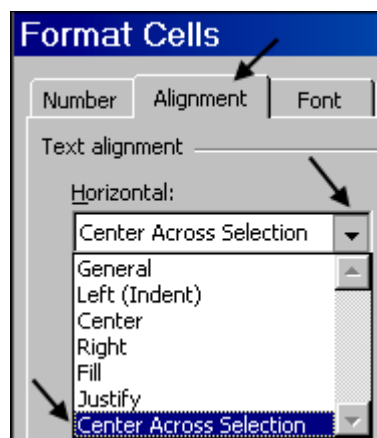 Format Cells
Number Alignment Font
Text alignment
Horizontal:
Center Across Selection
General
Left (Indent)
Center
Right
Fill
Justify
Center Across Selection